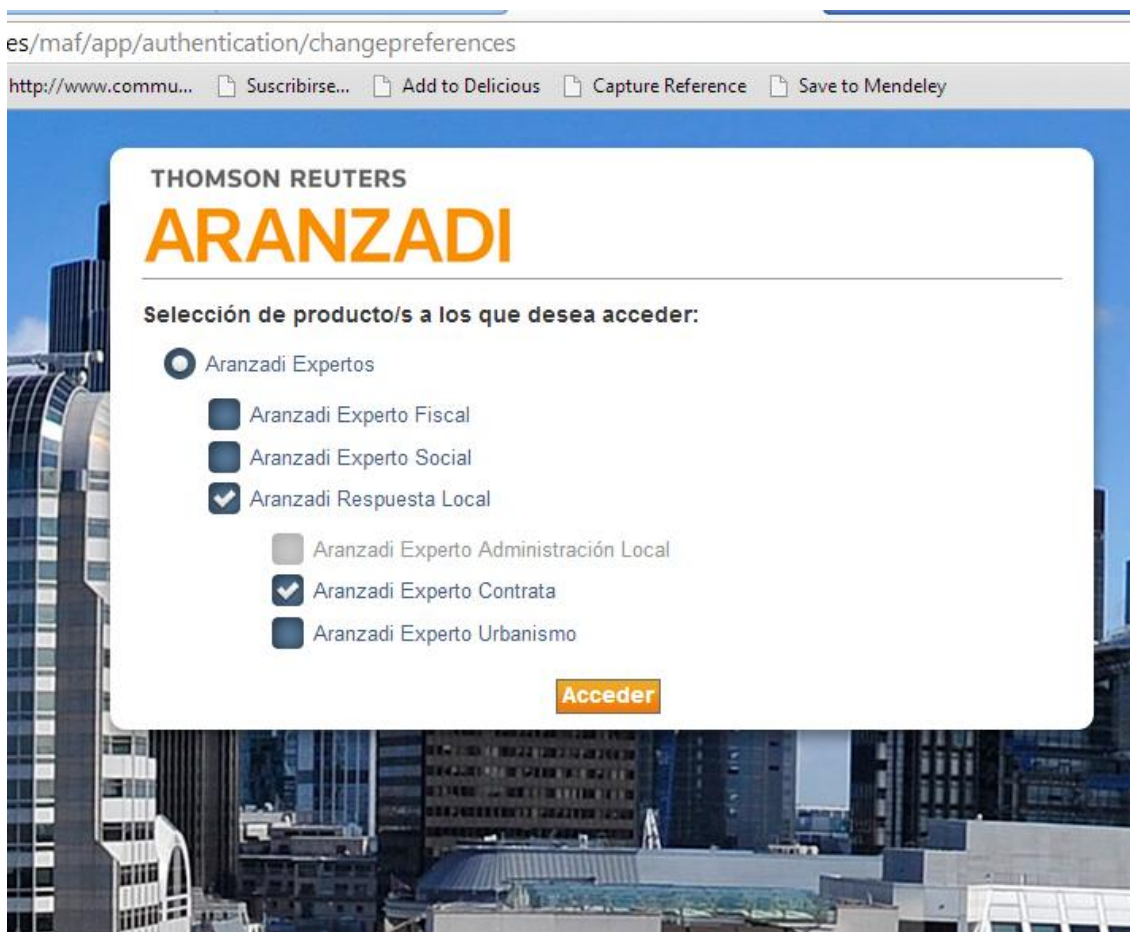 es/maf/app/authentication/changepreferences
http://www.commu... Suscribirse... Add to Delicious Capture Reference Save to Mendeley
THOMSON REUTERS
ARANZADI
Selección de producto/s a los que desea acceder:
Aranzadi Expertos
Aranzadi Experto Fiscal
Aranzadi Experto Social
Aranzadi Respuesta Local
Aranzadi Experto Administración Local
Aranzadi Experto Contrata
Aranzadi Experto Urbanismo
Acceder